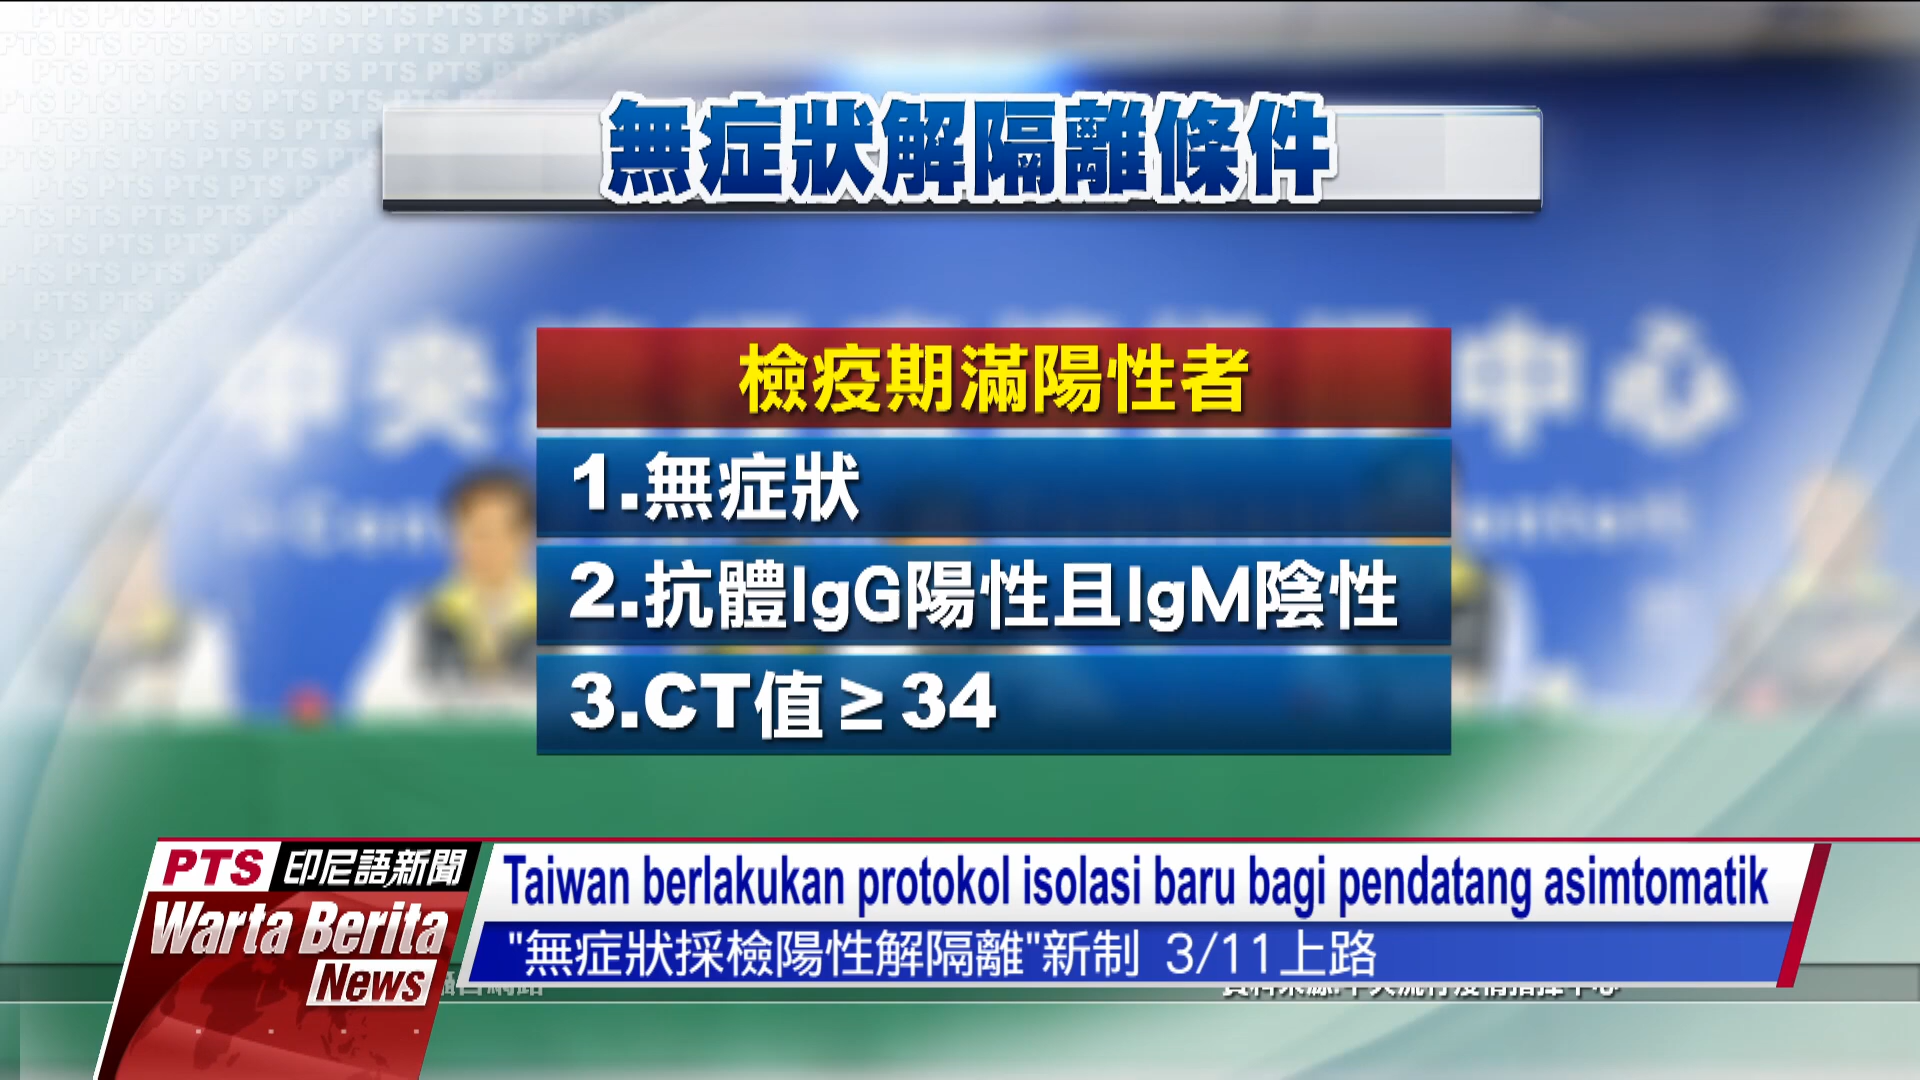 無症狀解隔離條件
檢疫期滿陽性者
1.無症狀
2.抗體IgG陽性且IgM陰性
3.CT值≥34
PTS 印尼語新聞
Warta Berita
News
Taiwan berlakukan protokol isolasi baru bagi pendatang asimtomatik
"無症狀採檢陽性解隔離"新制 3/11上路